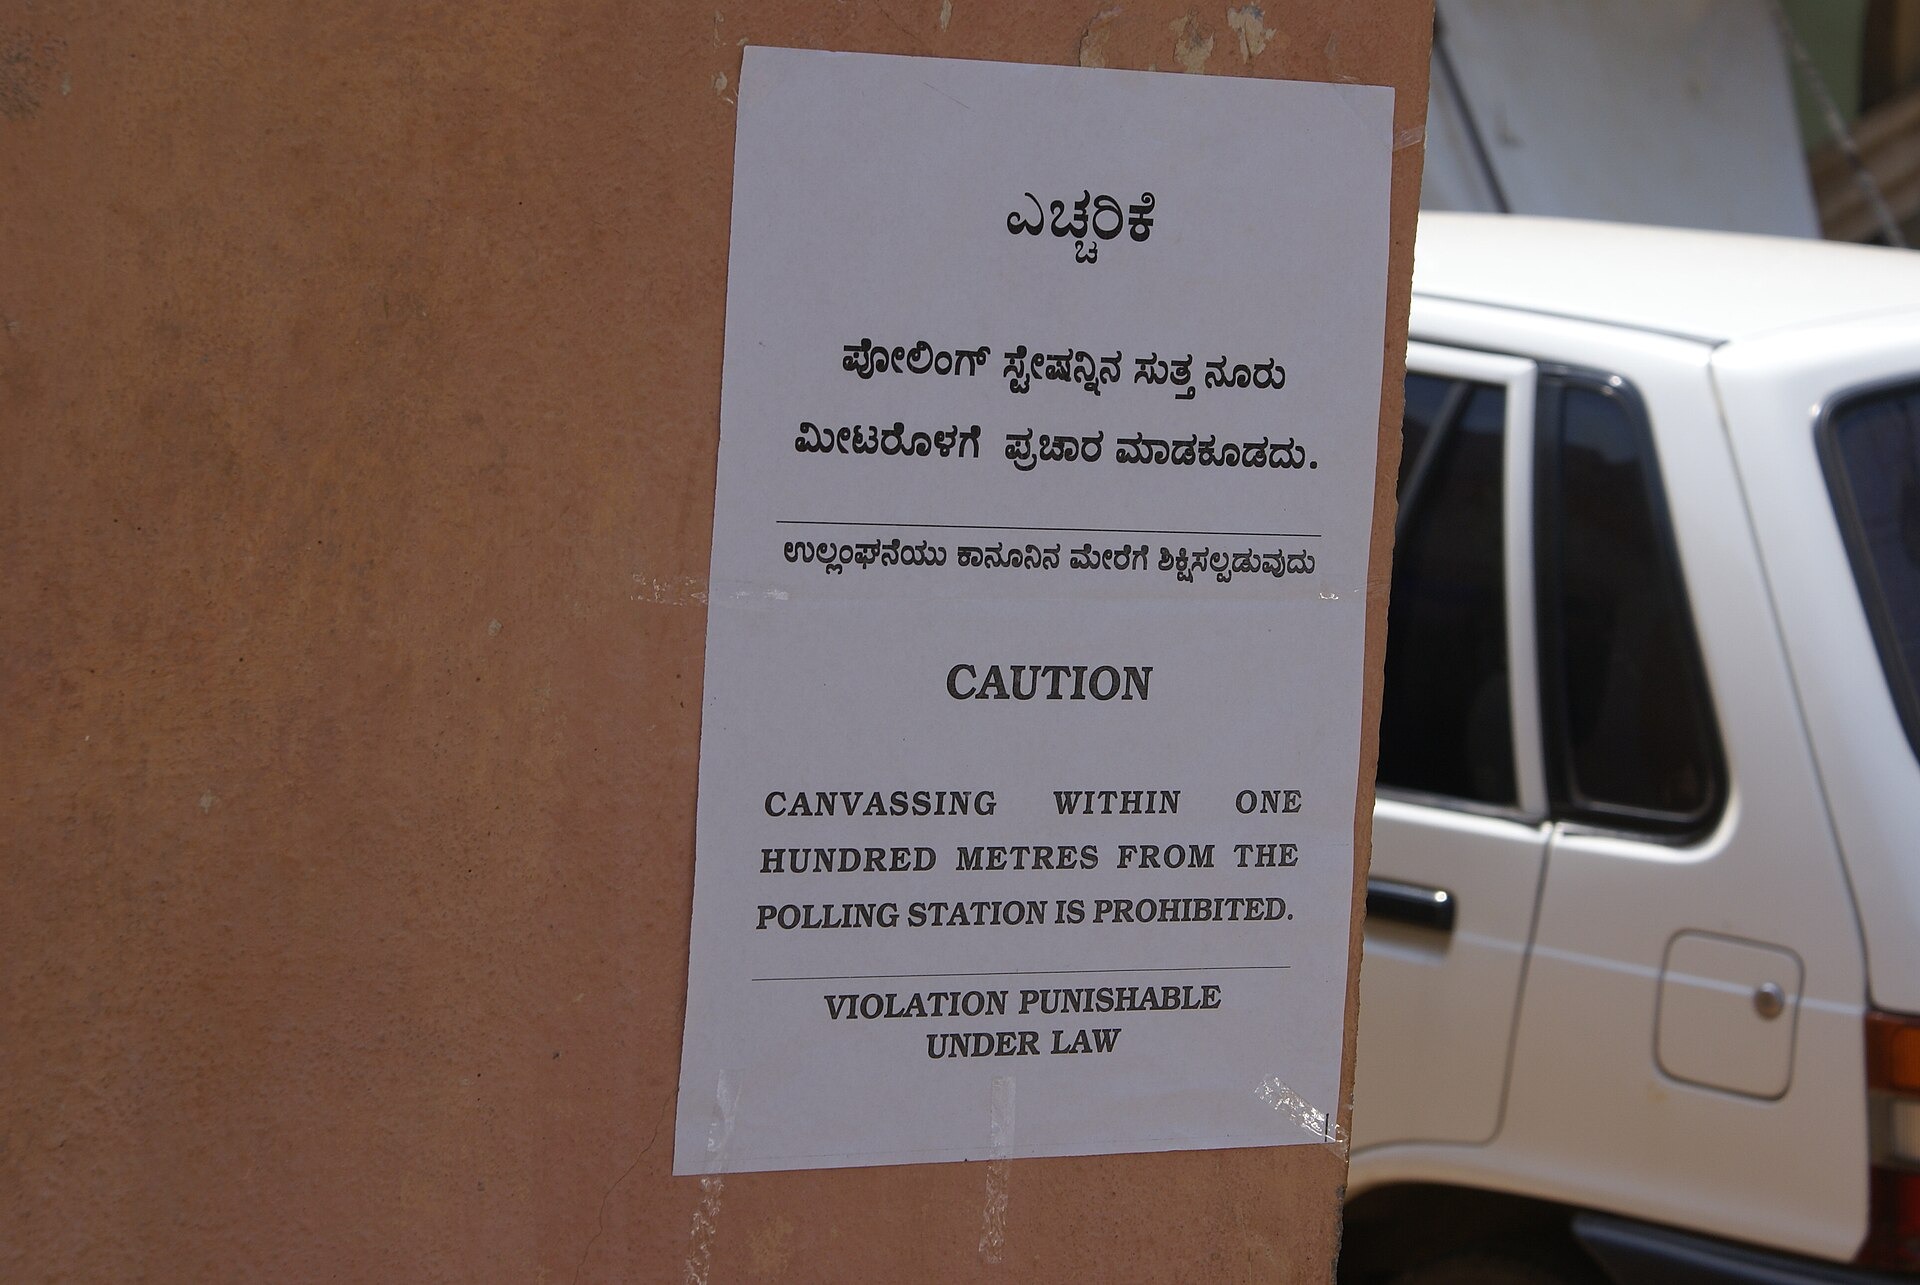 ಎಚ್ಚರಿಕೆ
ಪೋಲಿಂಗ್ ಸ್ಟೇಷನ್ನಿನ ಸುತ್ತ ನೂರು
ಮೀಟರೊಳಗೆ ಪ್ರಚಾರ ಮಾಡಕೂಡದು.
ಉಲ್ಲಂಘನೆಯು ಕಾನೂನಿನ ಮೇರೆಗೆ ಶಿಕ್ಷಿಸಲ್ಪಡುವುದು
CAUTION
CANVASSING WITHIN ONE
HUNDRED METRES FROM THE
POLLING STATION IS PROHIBITED.
VIOLATION PUNISHABLE
UNDER LAW